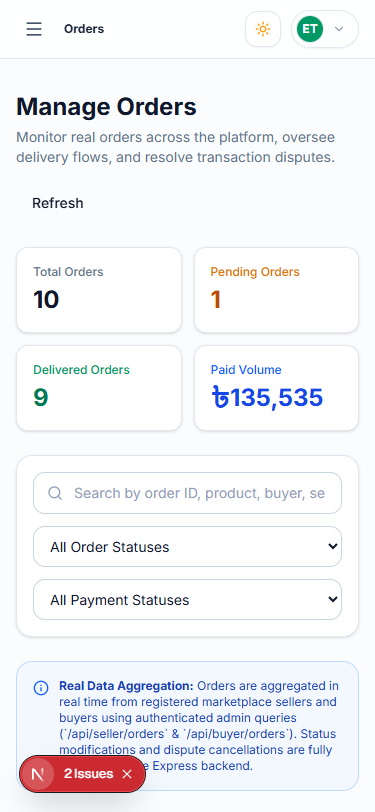 Orders
ET
Manage Orders
Monitor real orders across the platform, oversee
delivery flows, and resolve transaction disputes.
Refresh
Total Orders
10
Pending Orders
1
Delivered Orders
9
Paid Volume
৳135,535
Search by order ID, product, buyer, se
All Order Statuses
All Payment Statuses
Real Data Aggregation: Orders are aggregated in
real time from registered marketplace sellers and
buyers using authenticated admin queries
(`/api/seller/orders` & `/api/buyer/orders`). Status
modifications and dispute cancellations are fully
Express backend.
N
2 Issues